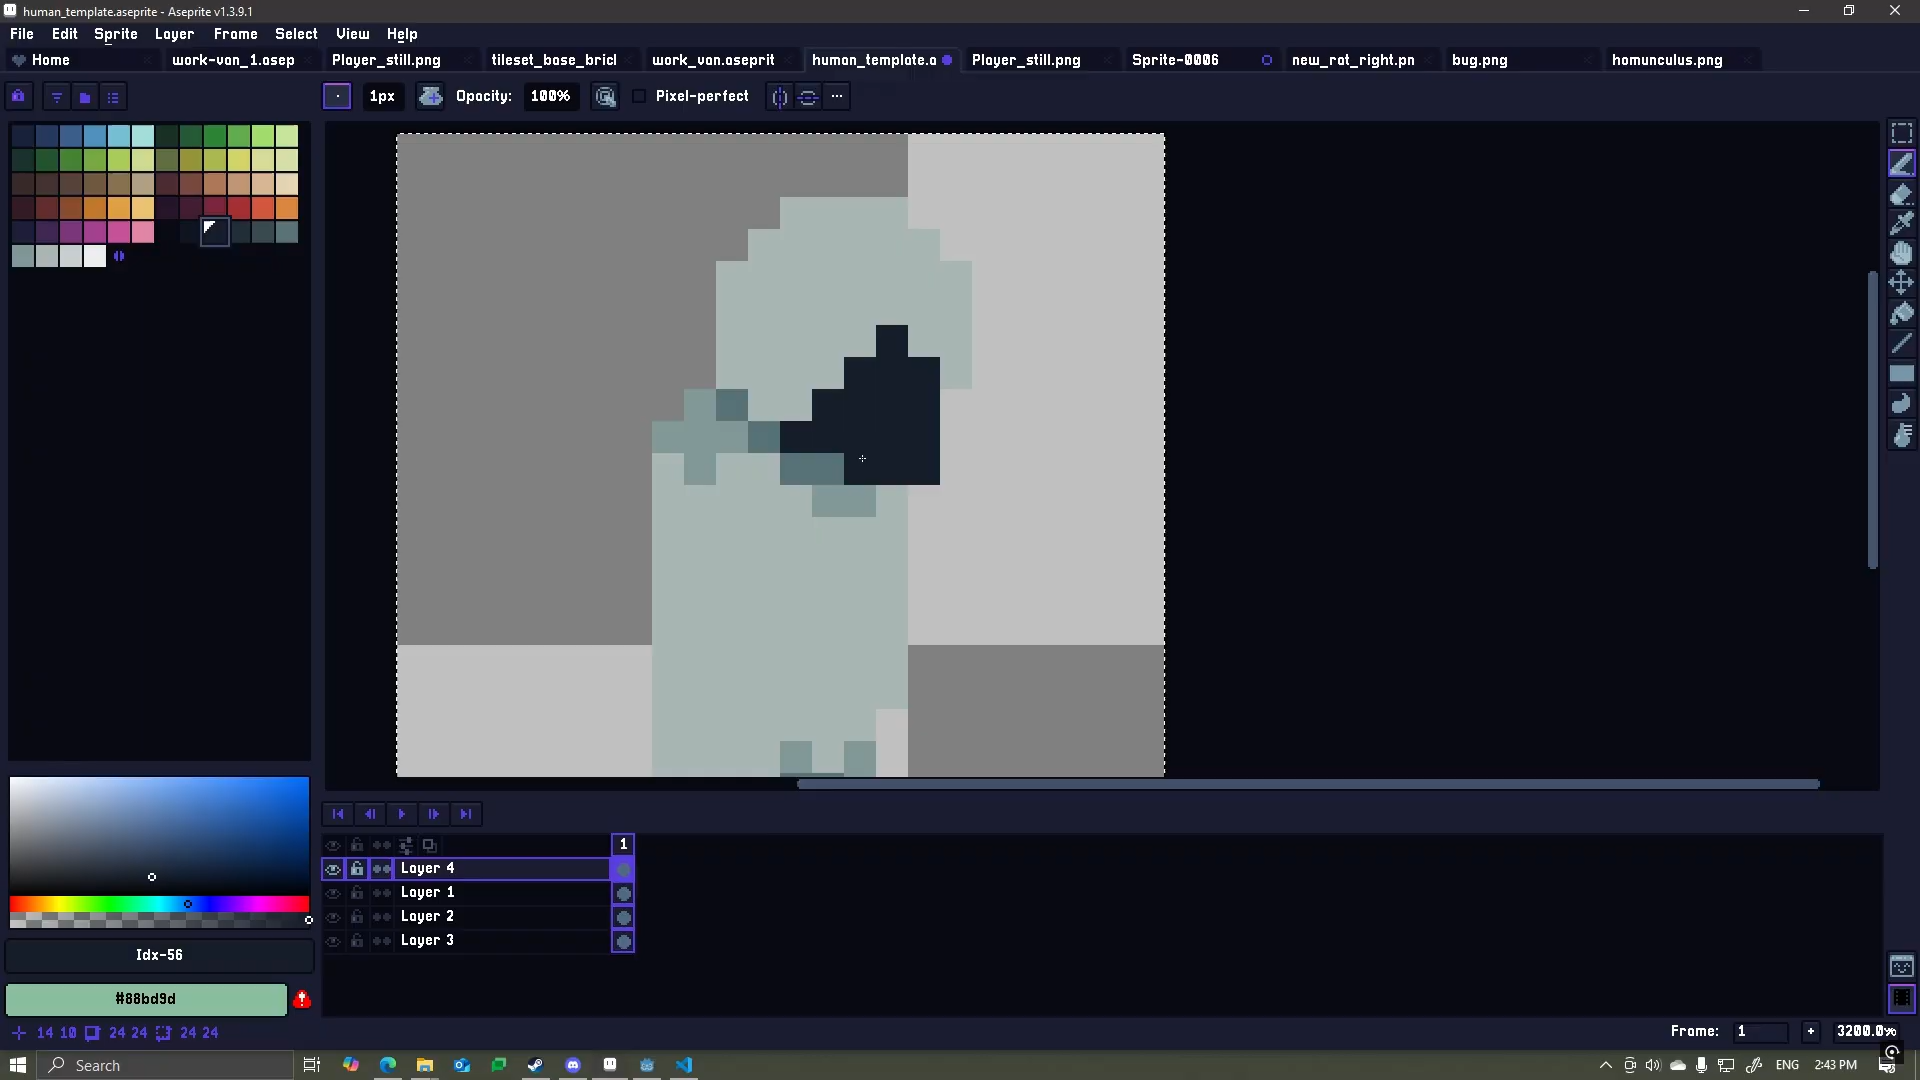 human_template.aseprite - Aseprite v1.3.9.1
File Edit Sprite Layer Frame Select View Help
Home work-van_1.asep Player_still.png tileset_base_bricl work_van.aseprit human_template.a Player_still.png Sprite-0006 new_rat_right.pn bug.png homunculus.png
1px Opacity: 100% Pixel-perfect
1
Layer 4
Layer 1
Layer 2
Layer 3
Idx-56
#88bd9d
14 10 24 24 24 24
Frame: 1 + 3200.0%
Search ENG 2:43 PM